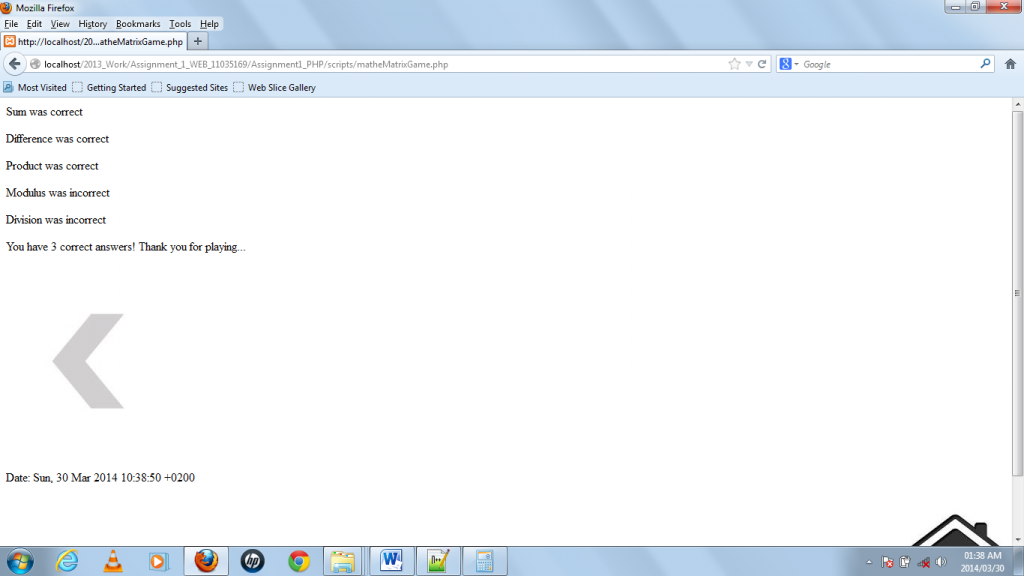 Mozilla Firefox
File Edit View History Bookmarks Tools Help
http://localhost/20...atheMatrixGame.php
localhost/2013_Work/Assignment_1_WEB_11035169/Assignment1_PHP/scripts/matheMatrixGame.php
Google
Most Visited Getting Started Suggested Sites Web Slice Gallery
Sum was correct
Difference was correct
Product was correct
Modulus was incorrect
Division was incorrect
You have 3 correct answers! Thank you for playing...
Date: Sun, 30 Mar 2014 10:38:50 +0200
01:38 AM
2014/03/30